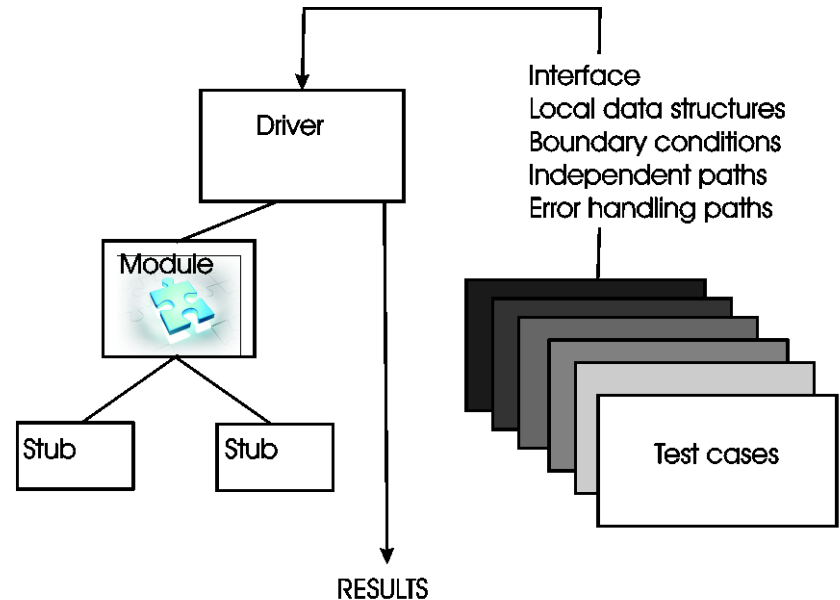 Interface
Local data structures
Boundary conditions
Independent paths
Error handling paths
Driver
Module
Stub
Stub
Test cases
RESULTS